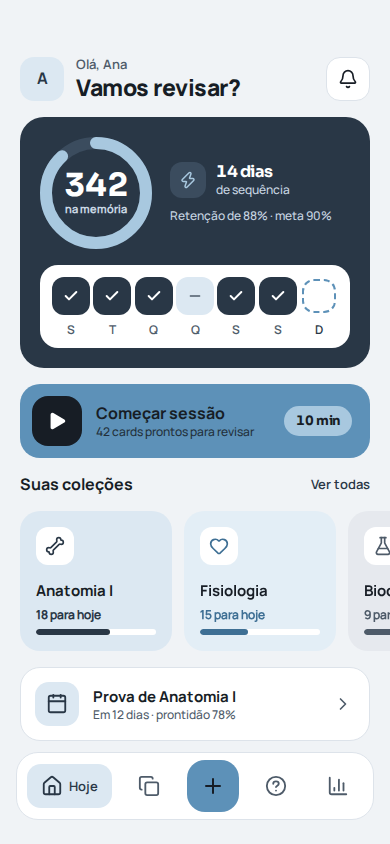 A
Olá, Ana
Vamos revisar?
342
na memória
14 dias
de sequência
Retenção de 88% · meta 90%
S T Q Q S S D
Começar sessão
42 cards prontos para revisar
10 min
Suas coleções
Ver todas
Anatomia I
18 para hoje
Fisiologia
15 para hoje
Bioc
9 par
Prova de Anatomia I
Em 12 dias · prontidão 78%
Hoje